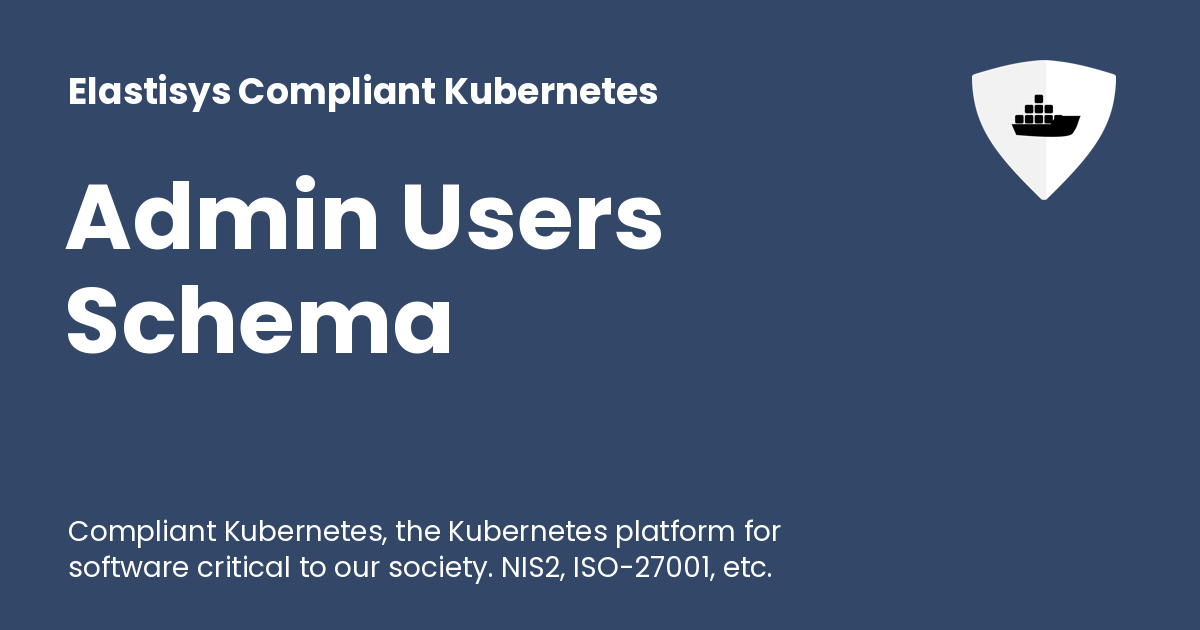 Elastisys Compliant Kubernetes
Admin Users
Schema
Compliant Kubernetes, the Kubernetes platform for
software critical to our society. NIS2, ISO-27001, etc.